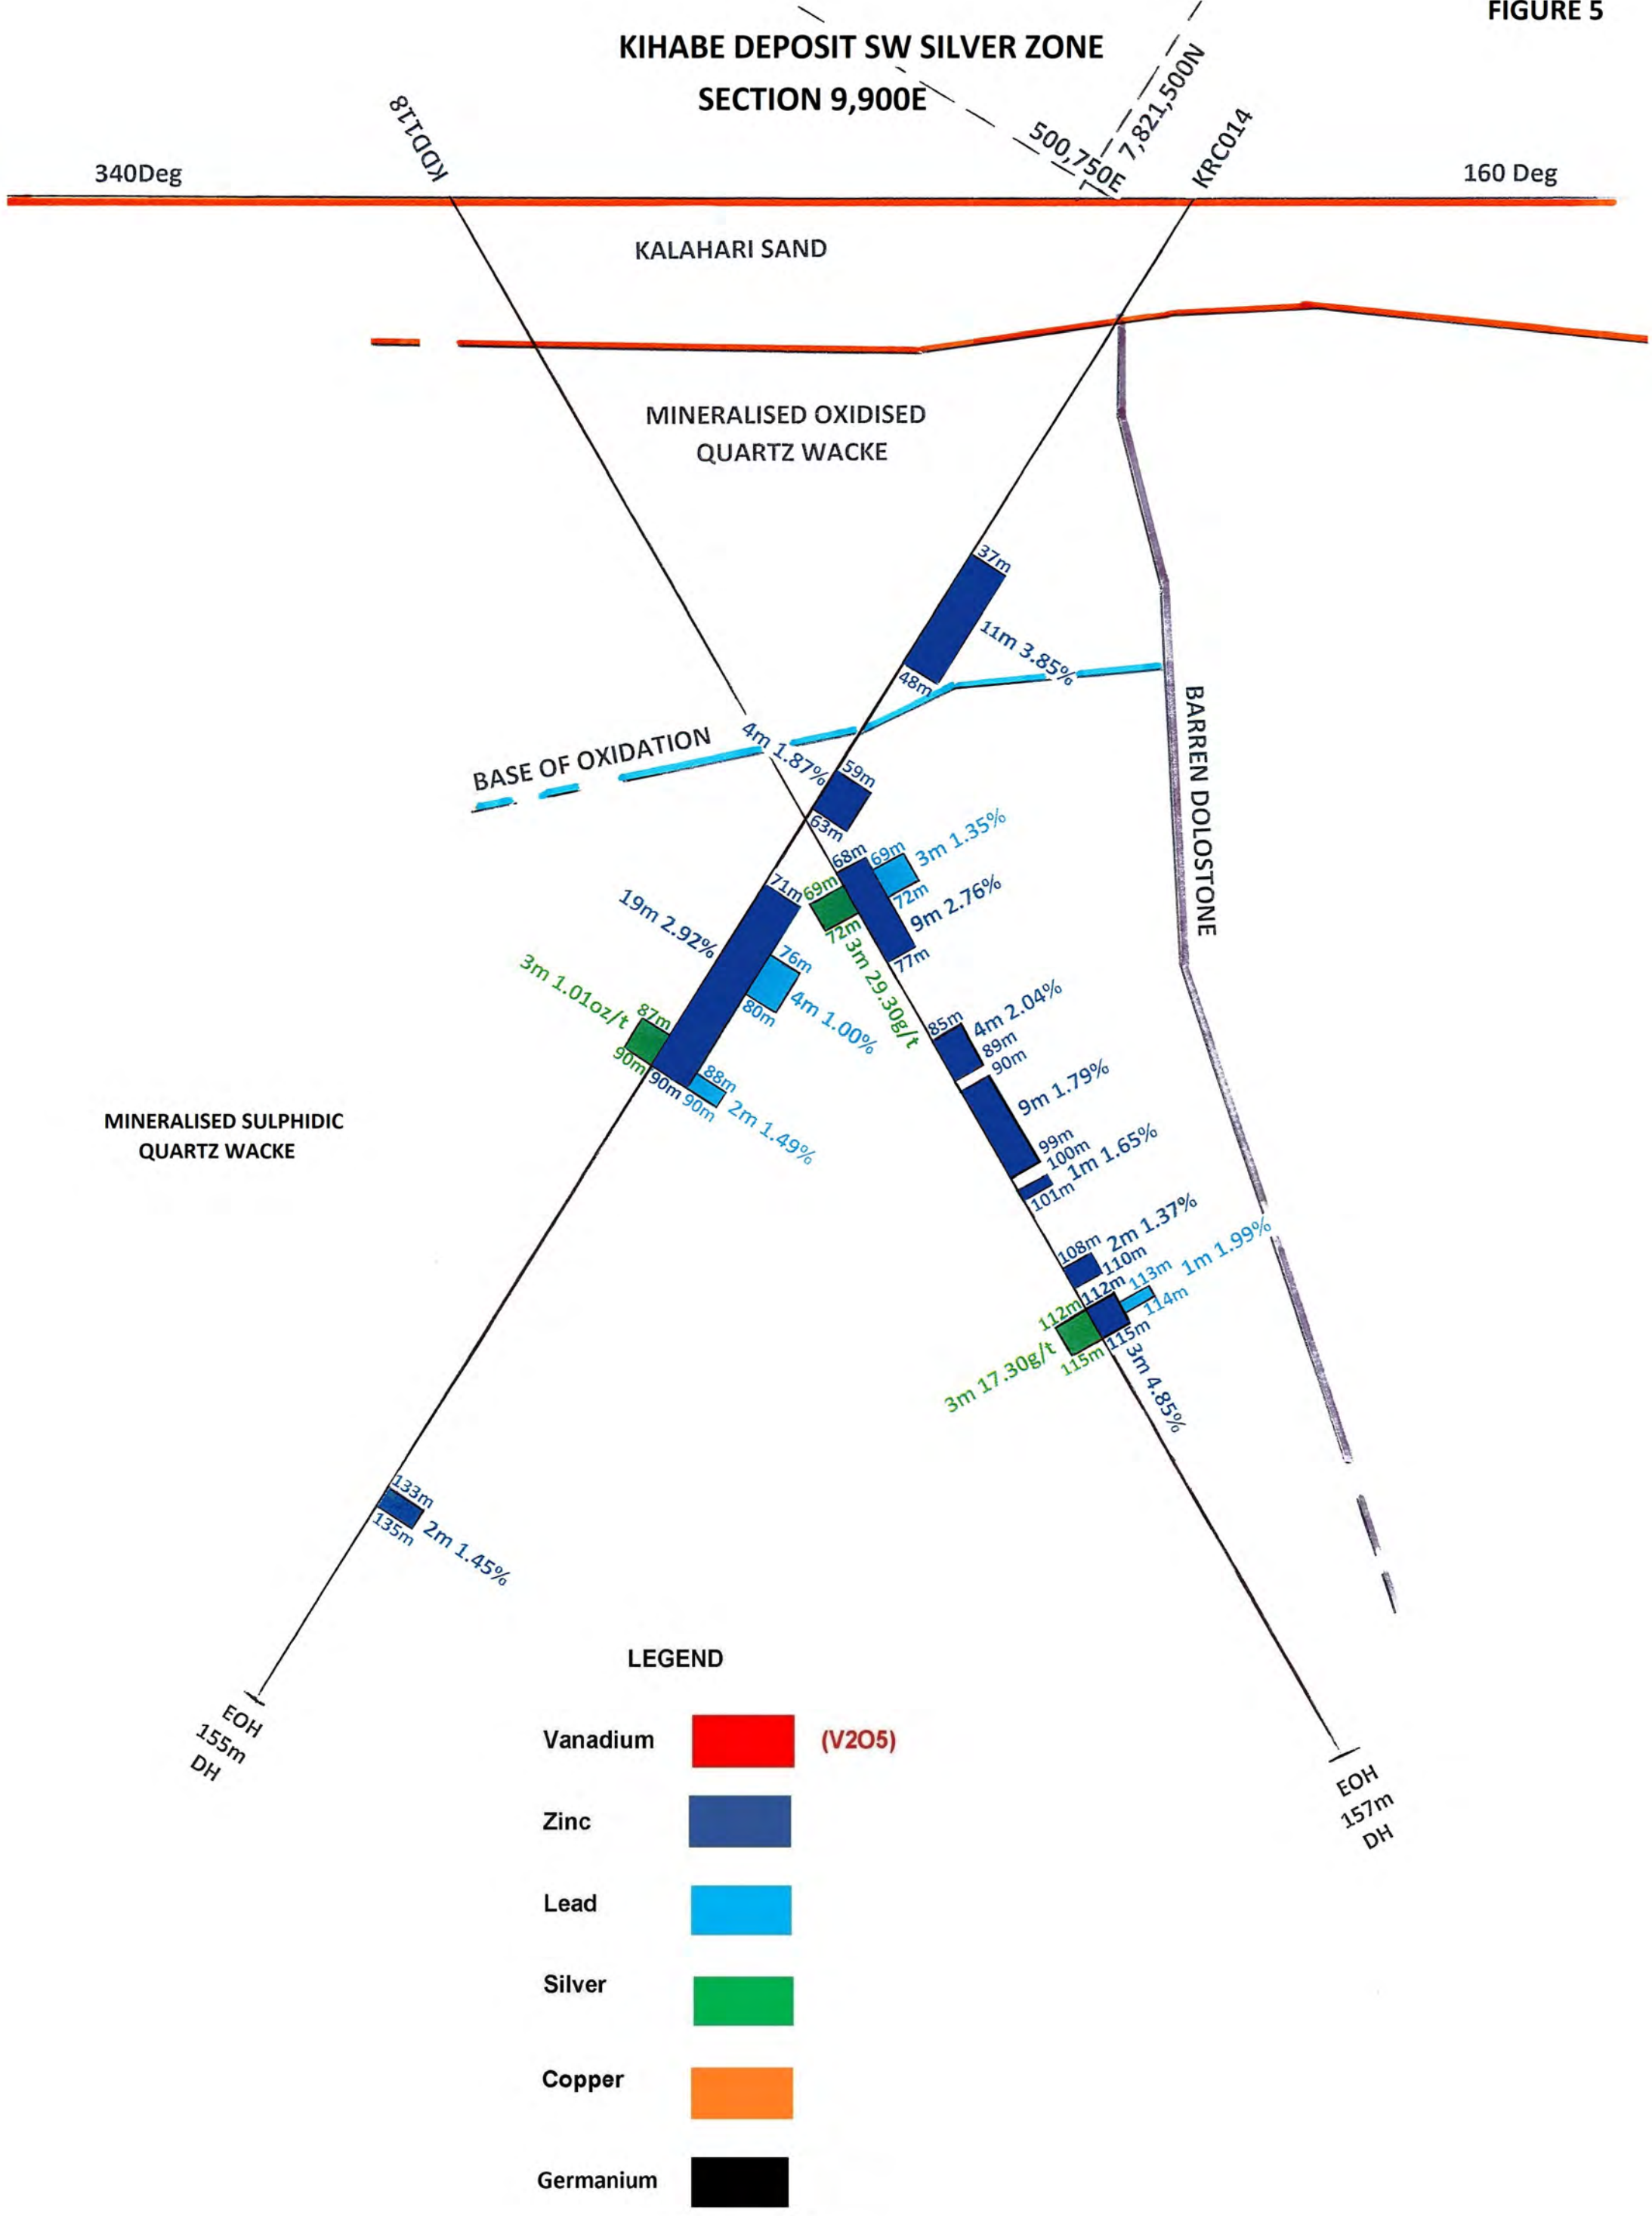 FIGURE 5
KIHABE DEPOSIT SW SILVER ZONE
SECTION 9,900E
7,821,500N
500,750E
KDD118
KRC014
340Deg
160 Deg
KALAHARI SAND
MINERALISED OXIDISED
QUARTZ WACKE
37m
11m 3.85%
48m
BASE OF OXIDATION
4m 1.87%
59m
63m
BARREN DOLOSTONE
68m
69m
3m 1.35%
72m
9m 2.76%
77m
69m
72m
3m 29.30g/t
71m
19m 2.92%
76m
80m
4m 1.00%
3m 1.01oz/t
87m
90m
90m
88m
90m
2m 1.49%
85m
4m 2.04%
89m
90m
9m 1.79%
99m
100m
1m 1.65%
101m
MINERALISED SULPHIDIC
QUARTZ WACKE
108m
2m 1.37%
110m
112m
112m
113m
1m 1.99%
114m
115m
115m
3m 17.30g/t
3m 4.85%
133m
135m
2m 1.45%
EOH
155m
DH
EOH
157m
DH
LEGEND
Vanadium (V2O5)
Zinc
Lead
Silver
Copper
Germanium